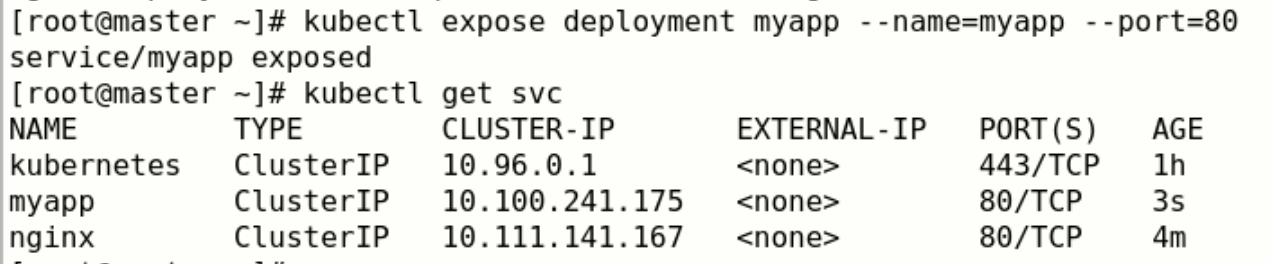 [root@master ~]# kubectl expose deployment myapp --name=myapp --port=80
service/myapp exposed
[root@master ~]# kubectl get svc
NAME         TYPE        CLUSTER-IP       EXTERNAL-IP   PORT(S)   AGE
kubernetes   ClusterIP   10.96.0.1        <none>        443/TCP   1h
myapp        ClusterIP   10.100.241.175   <none>        80/TCP    3s
nginx        ClusterIP   10.111.141.167   <none>        80/TCP    4m